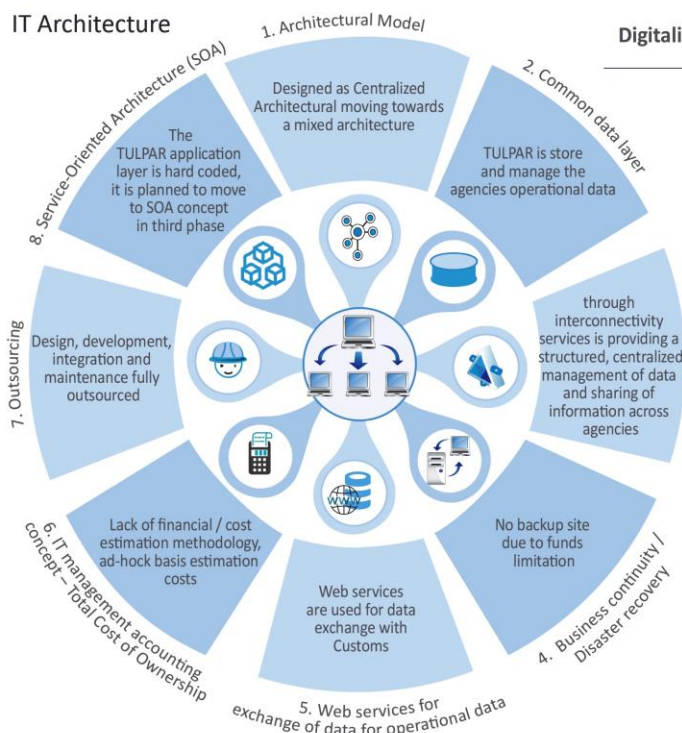 IT Architecture
Digitali
1. Architectural Model
Designed as Centralized
Architectural moving towards
a mixed architecture
2. Common data layer
TULPAR is store
and manage the
agencies operational data
through
interconnectivity
services is providing a
structured, centralized
management of data
and sharing of
information across
agencies
4. Business continuity /
Disaster recovery
No backup site
due to funds
limitation
5. Web services for
exchange of data for operational data
Web services
are used for data
exchange with
Customs
6. IT management accounting
concept – Total Cost of Ownership
Lack of financial / cost
estimation methodology,
ad-hock basis estimation
costs
7. Outsourcing
Design, development,
integration and
maintenance fully
outsourced
8. Service-Oriented Architecture (SOA)
The
TULPAR application
layer is hard coded,
it is planned to move
to SOA concept
in third phase
WWW